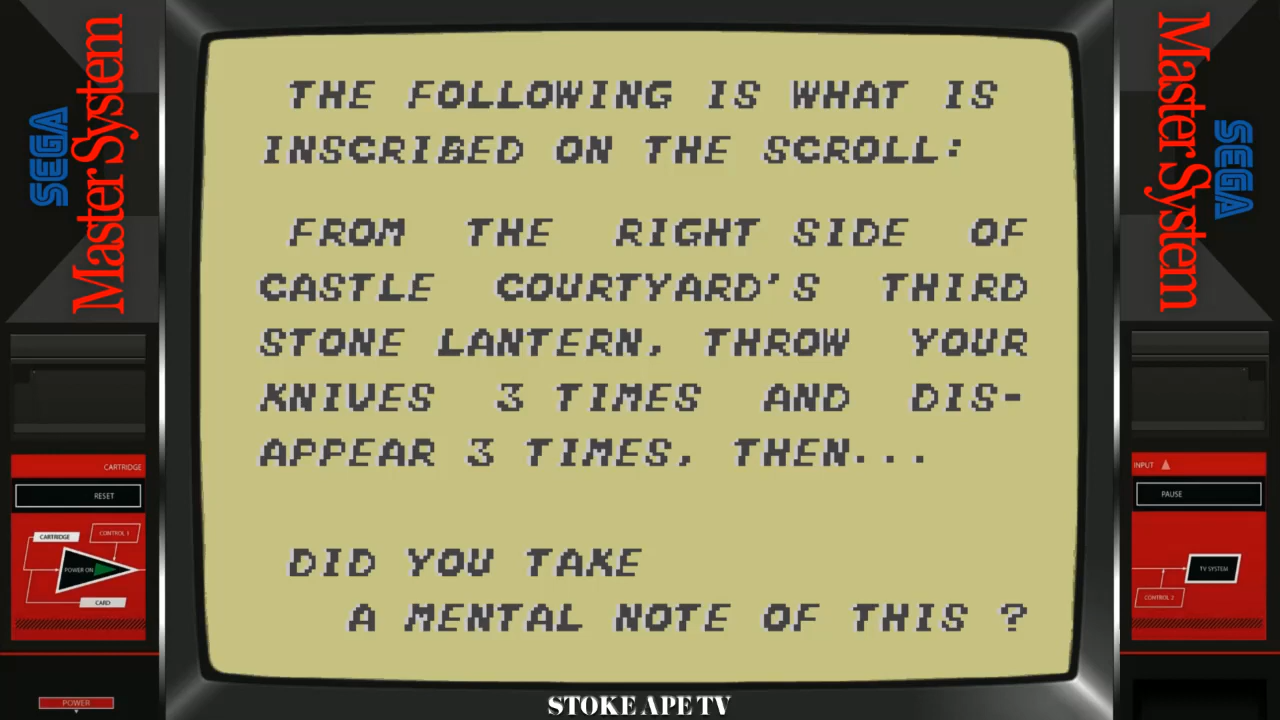 THE FOLLOWING IS WHAT IS
INSCRIBED ON THE SCROLL:
FROM THE RIGHT SIDE OF
CASTLE COURTYARD'S THIRD
STONE LANTERN, THROW YOUR
KNIVES 3 TIMES AND DIS-
APPEAR 3 TIMES, THEN...
DID YOU TAKE
A MENTAL NOTE OF THIS ?
SEGA
Master System
CARTRIDGE
RESET
CARTRIDGE
CONTROL 1
POWER ON
CARD
POWER
SEGA
Master System
INPUT
PAUSE
TV SYSTEM
CONTROL 2
STOKE APE TV